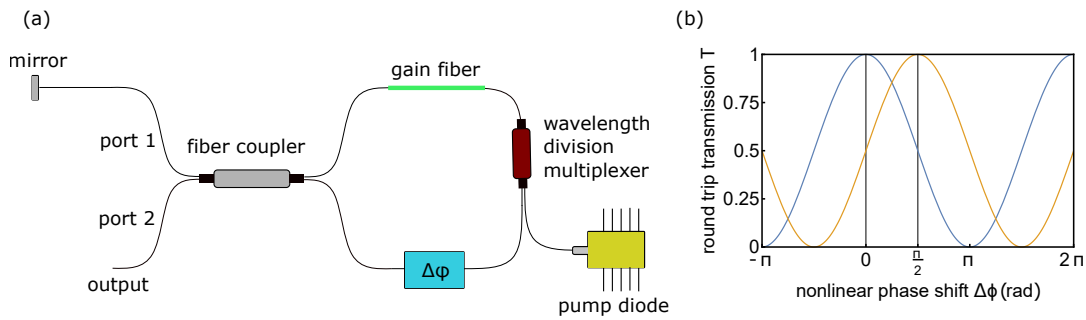 (a)
mirror
port 1
fiber coupler
port 2
output
gain fiber
wavelength
division
multiplexer
Δφ
pump diode
(b)
round trip transmission T
1
0.75
0.5
0.25
0
-π
0
π
2
π
2π
nonlinear phase shift Δϕ(rad)